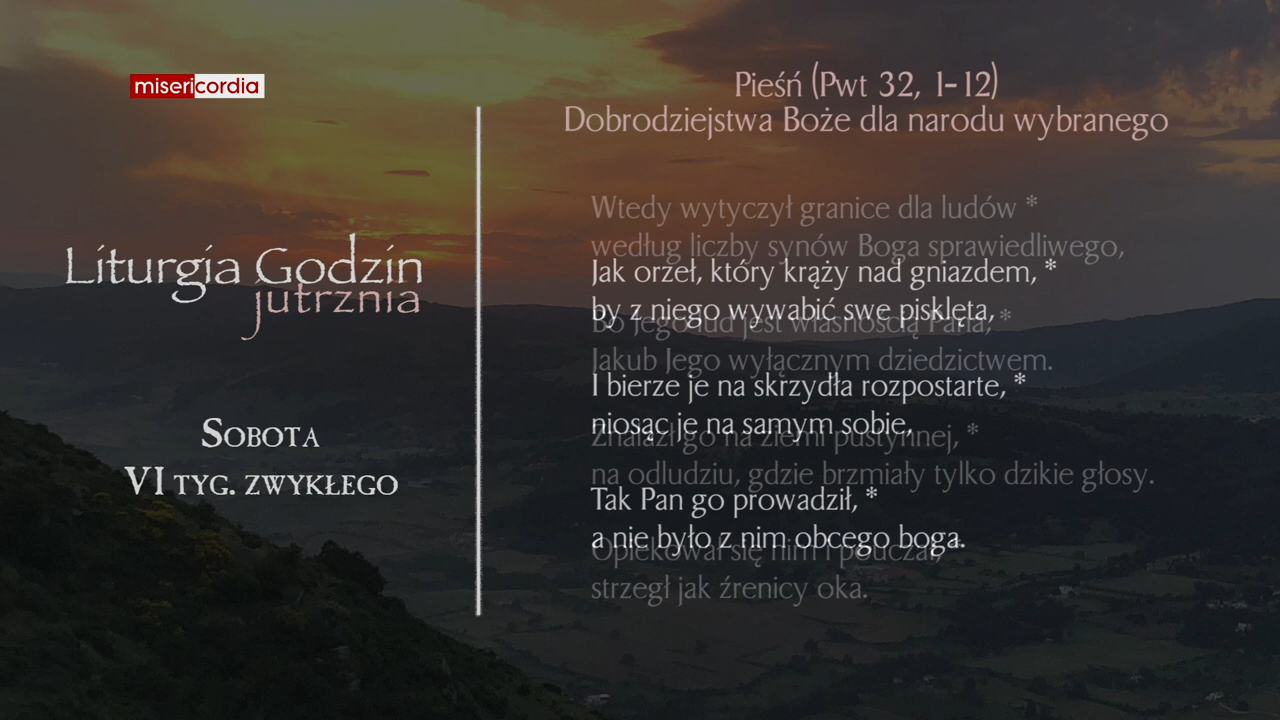 misericordia
Liturgia Godzin
jutrznia
Sobota
VI tyg. zwykłego
Pieśń (Pwt 32, 1-12)
Dobrodziejstwa Boże dla narodu wybranego
Wtedy wytyczył granice dla ludów *
według liczby synów Boga sprawiedliwego,
Jak orzeł, który krąży nad gniazdem, *
by z niego wywabić swe pisklęta,
Bo Jego lud jest własnością Pana, *
Jakub Jego wyłącznym dziedzictwem.
I bierze je na skrzydła rozpostarte, *
niosąc je na samym sobie,
Znalazł go na ziemi pustynnej, *
na odludziu, gdzie brzmiały tylko dzikie głosy.
Tak Pan go prowadził, *
a nie było z nim obcego boga.
Opiekował się nim i pouczał,
strzegł jak źrenicy oka.